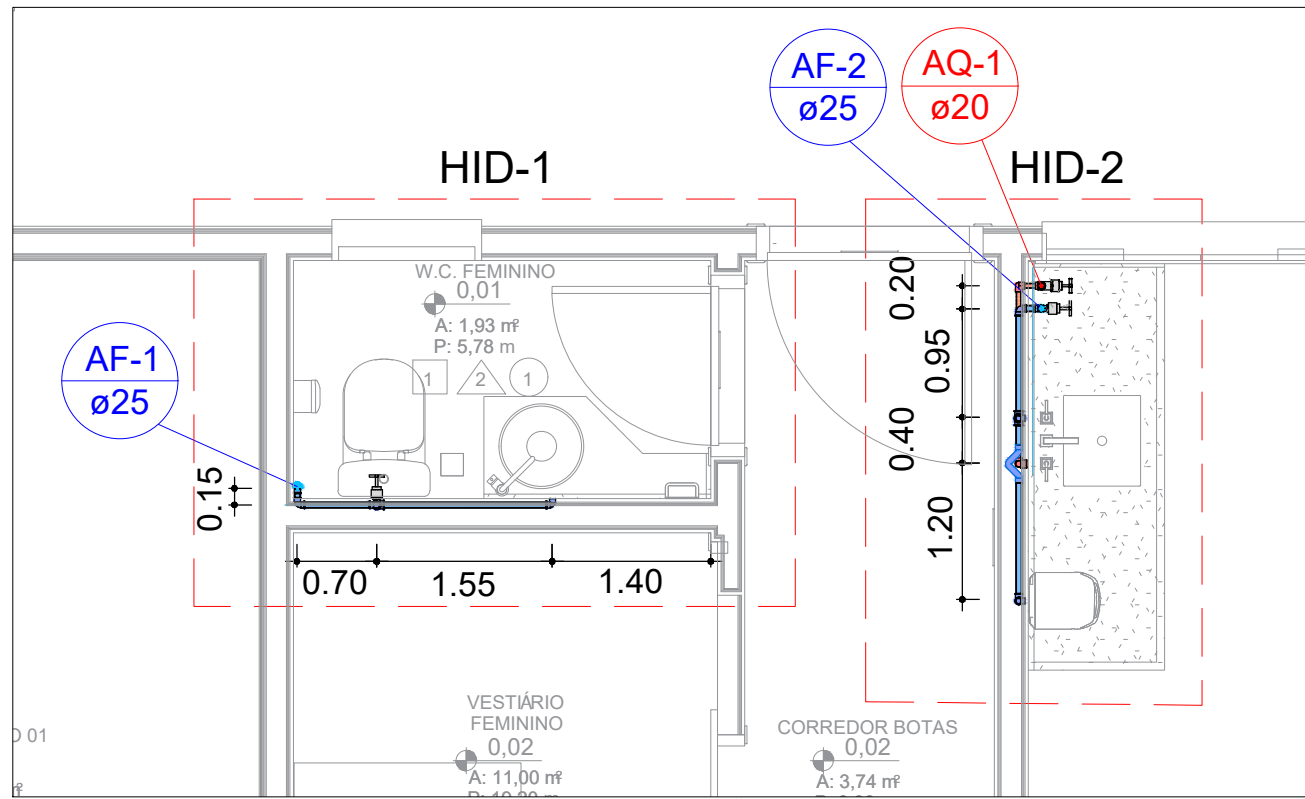 AF-2
ø25
AQ-1
ø20
HID-1
HID-2
W.C. FEMININO
0,01
A: 1,93 m²
P: 5,78 m
1
2
1
AF-1
ø25
0.15
0.70
1.55
1.40
0.20
0.95
0.40
1.20
VESTIÁRIO
FEMININO
0,02
A: 11,00 m²
CORREDOR BOTAS
0,02
A: 3,74 m²
O 01